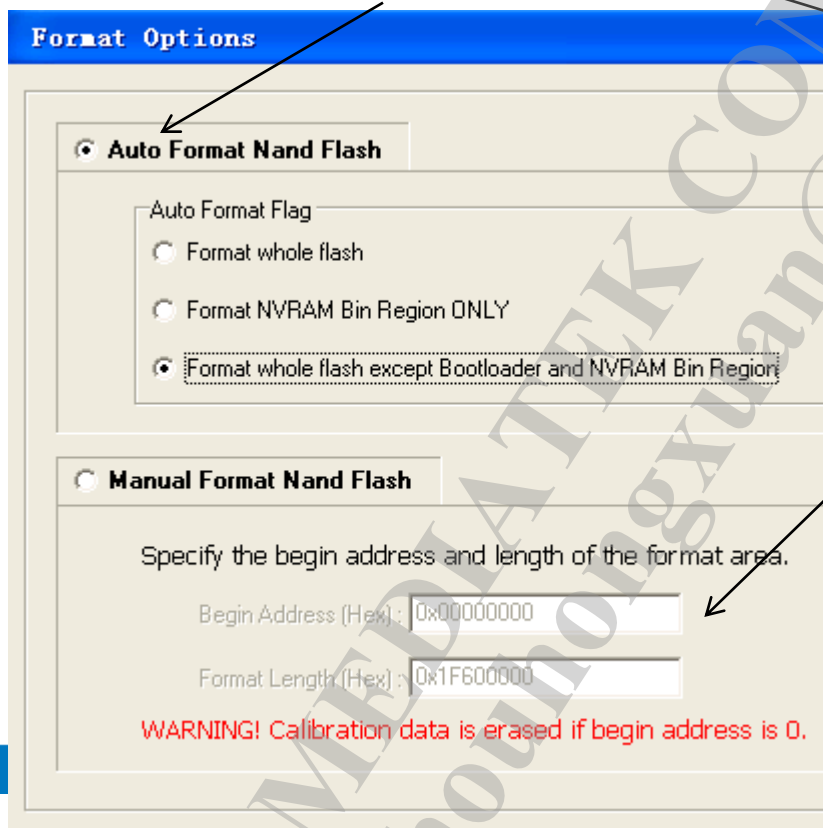 Format Options
Auto Format Nand Flash
Auto Format Flag
Format whole flash
Format NVRAM Bin Region ONLY
Format whole flash except Bootloader and NVRAM Bin Region
Manual Format Nand Flash
Specify the begin address and length of the format area.
Begin Address (Hex) : 0x00000000
Format Length (Hex) : 0x1F600000
WARNING! Calibration data is erased if begin address is 0.
MEDIATEK